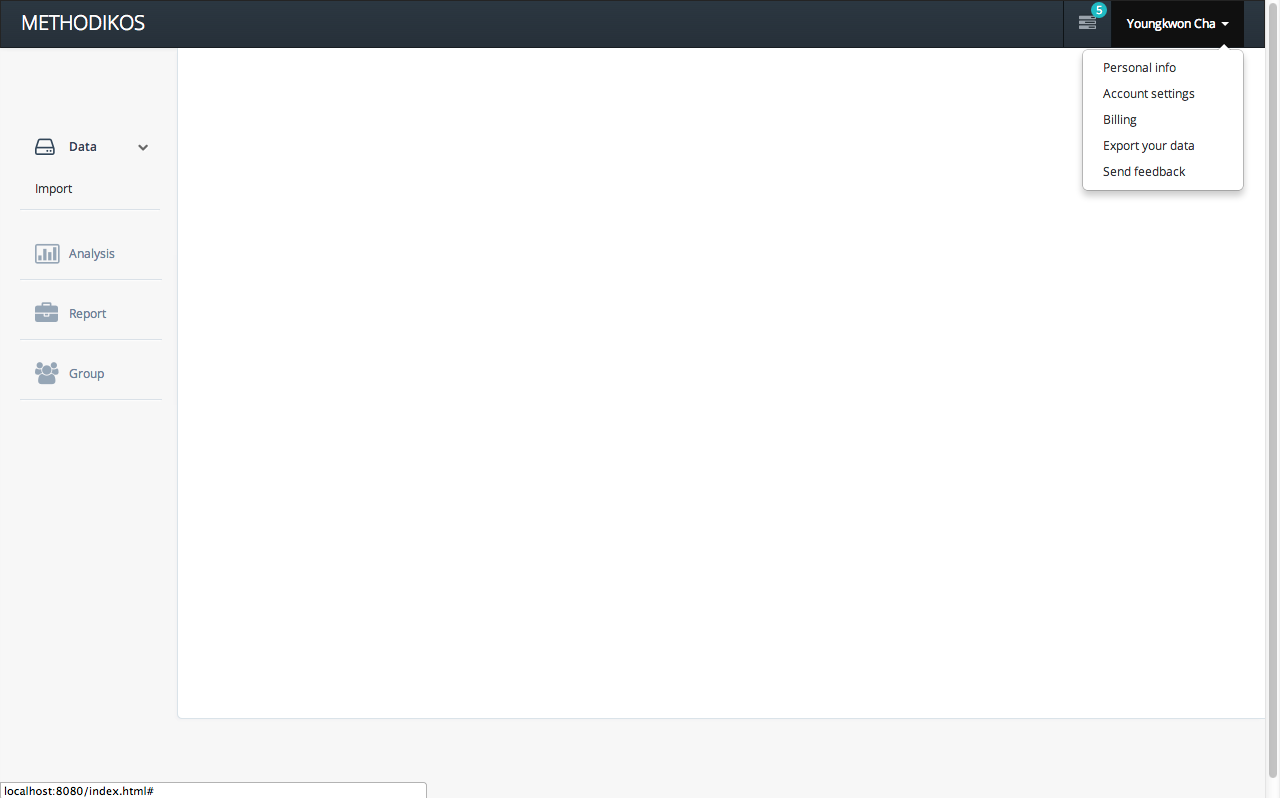 METHODIKOS
5
Youngkwon Cha
Personal info
Account settings
Billing
Export your data
Send feedback
Data
Import
Analysis
Report
Group
localhost:8080/index.html#